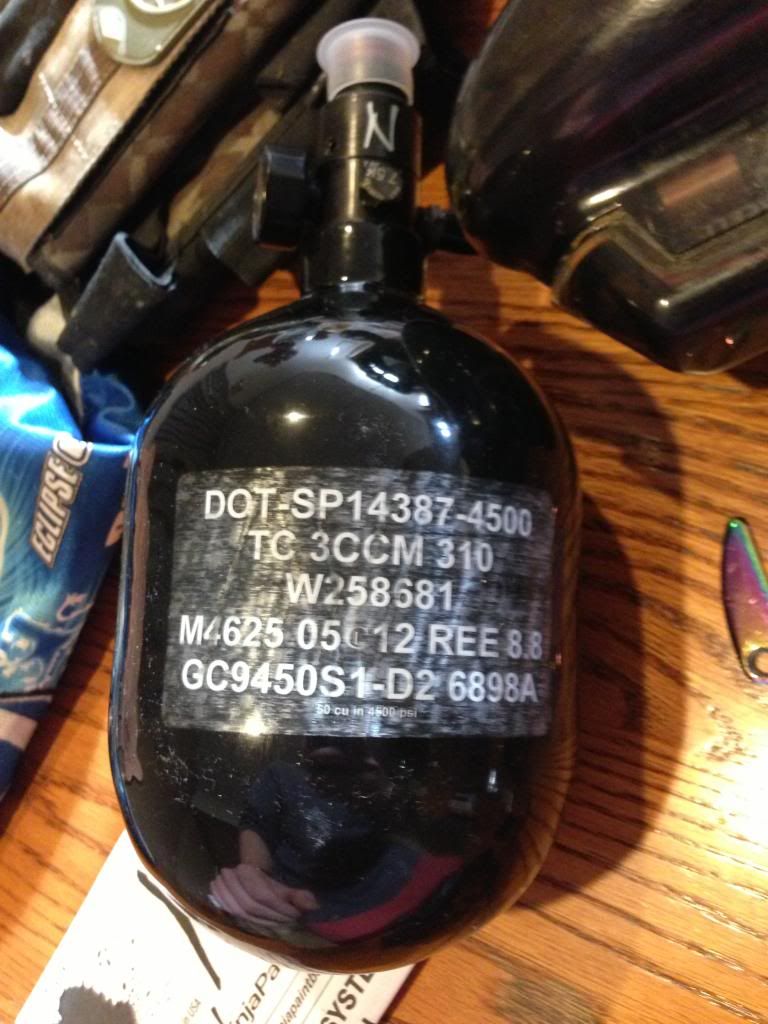 N
DOT-SP14387-4500
TC 3CCM 310
W258681
M4625 05 12 REE 8.8
GC9450S1-D2 6898A
50 cu in 4500 psi
ECLIPSE